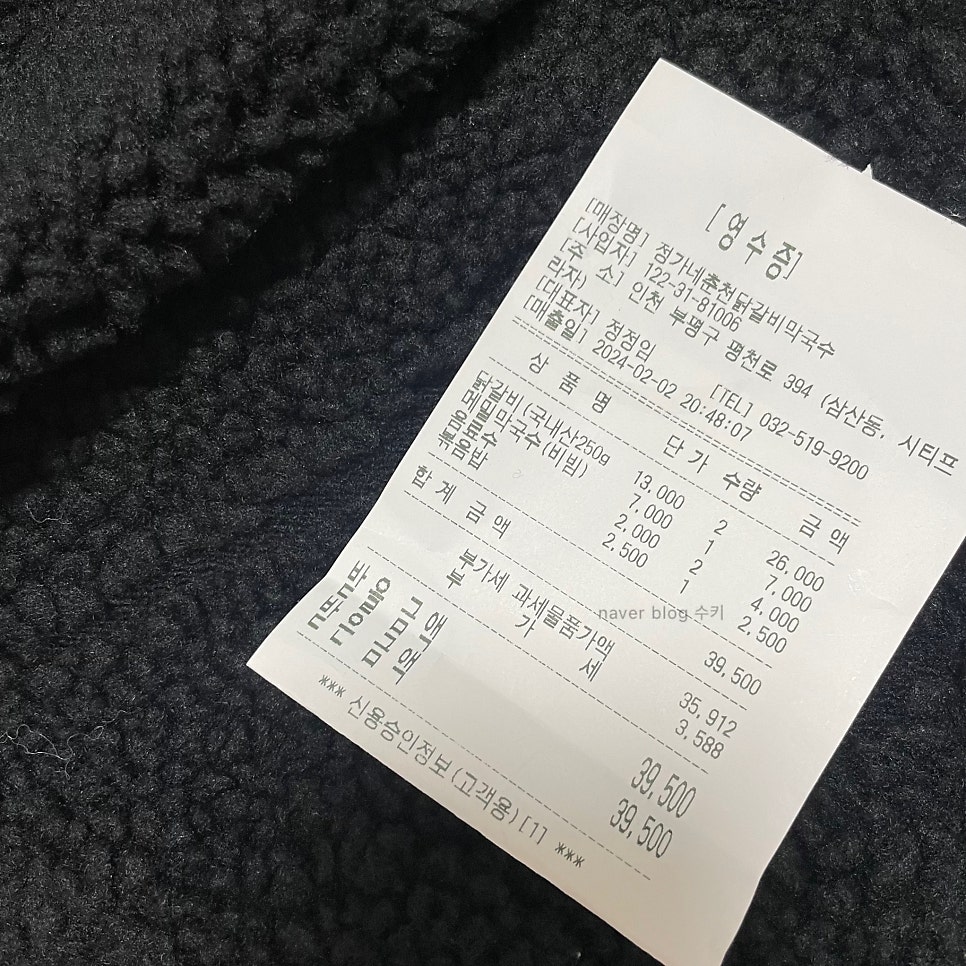 [영수증]
[매장명] 정가네춘천닭갈비막국수
[사업자] 122-31-81006
[주 소] 인천 부평구 평천로 394 (삼산동, 시티프
라자)
[대표자] 정점임 [TEL] 032-519-9200
[매출일] 2024-02-02 20:48:07
상 품 명 단가 수량 금 액
닭갈비(국내산250g 13,000 2 26,000
메밀막국수(비빔) 7,000 1 7,000
음료수 2,000 2 4,000
볶음밥 2,500 1 2,500
합 계 금 액 39,500
부가세 과세물품가액 35,912
부 가 세 3,588
받을금액 39,500
받은금액 39,500
*** 신용승인정보(고객용)[1] ***
naver blog 수키